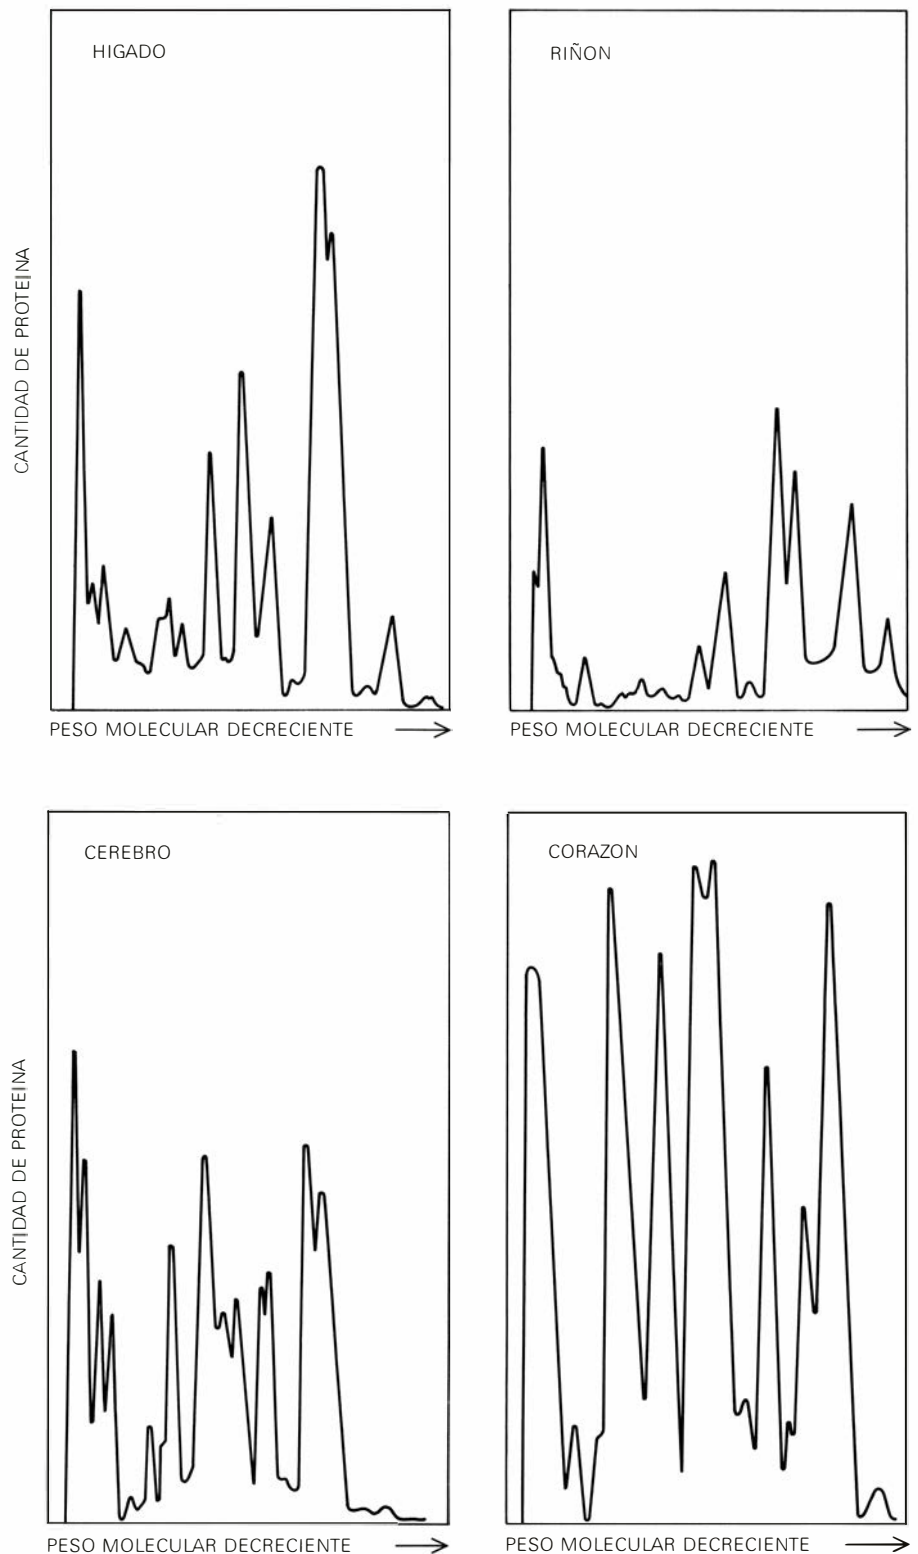 HIGADO
RIÑON
CANTIDAD DE PROTEINA
PESO MOLECULAR DECRECIENTE
PESO MOLECULAR DECRECIENTE
CEREBRO
CORAZON
CANTIDAD DE PROTEINA
PESO MOLECULAR DECRECIENTE
PESO MOLECULAR DECRECIENTE